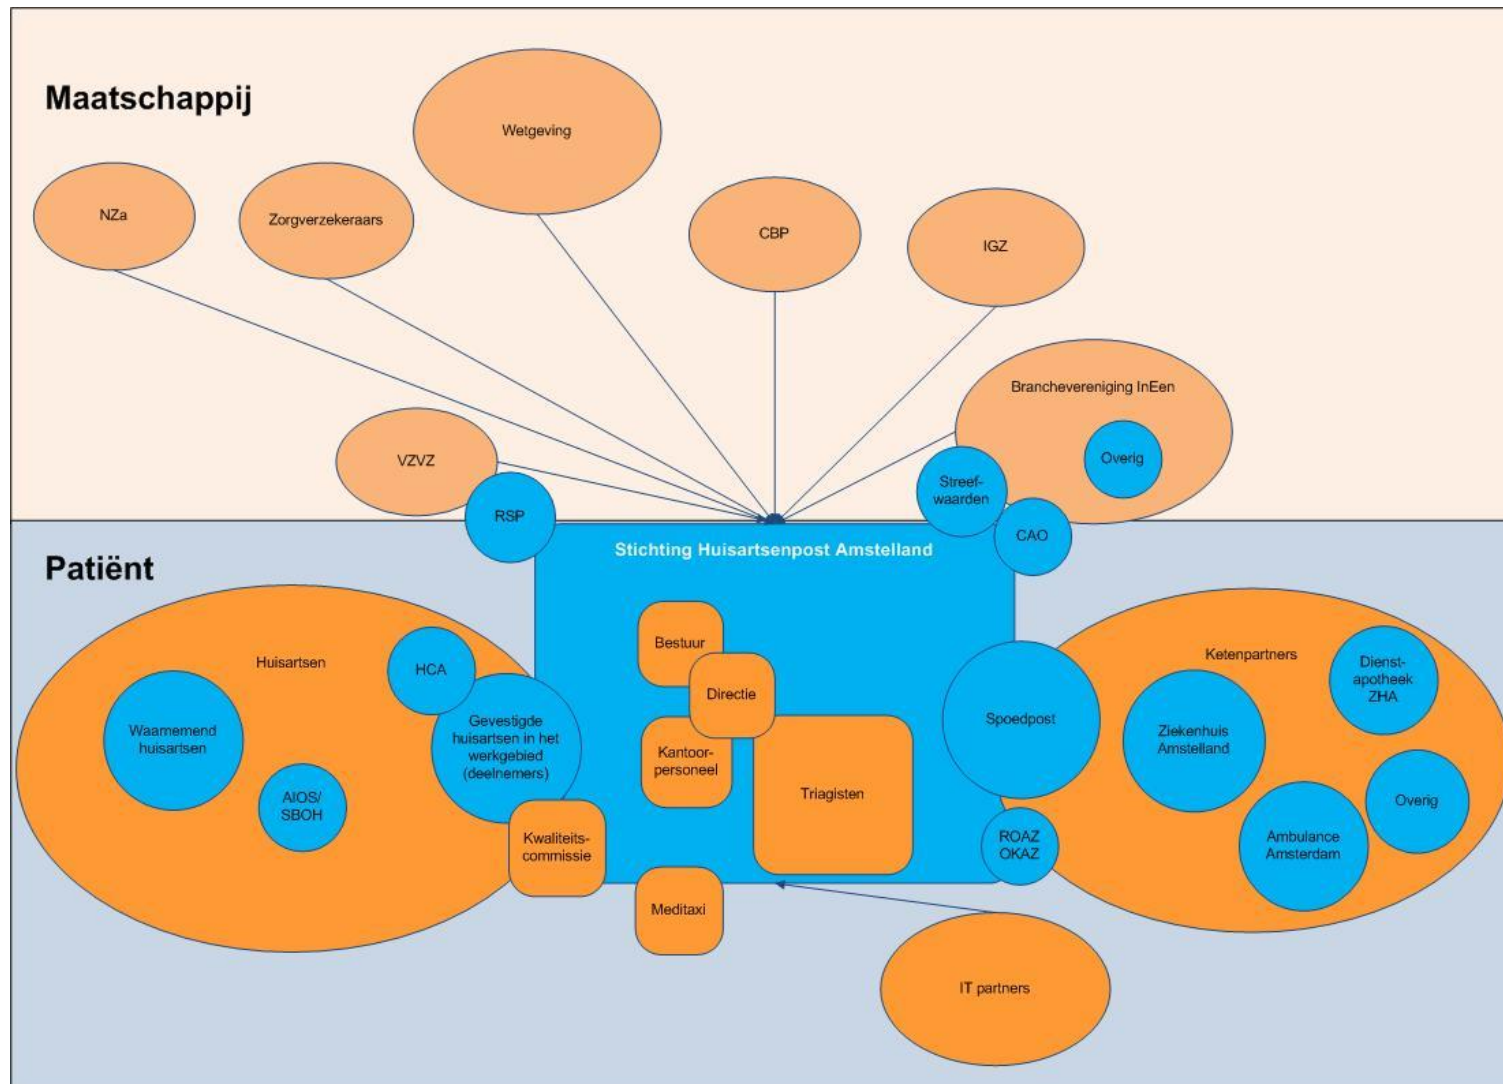 Maatschappij
Wetgeving
NZa
Zorgverzekeraars
CBP
IGZ
Branchevereniging InEen
Overig
VZVZ
Streef-
waarden
RSP
CAO
Stichting Huisartsenpost Amstelland
Patiënt
Huisartsen
HCA
Bestuur
Directie
Ketenpartners
Dienst-
apotheek
ZHA
Waarnemend
huisartsen
Gevestigde
huisartsen in het
werkgebied
(deelnemers)
Kantoor-
personeel
Spoedpost
Ziekenhuis
Amstelland
AIOS/
SBOH
Triagisten
Overig
Kwaliteits-
commissie
ROAZ
OKAZ
Ambulance
Amsterdam
Meditaxi
IT partners